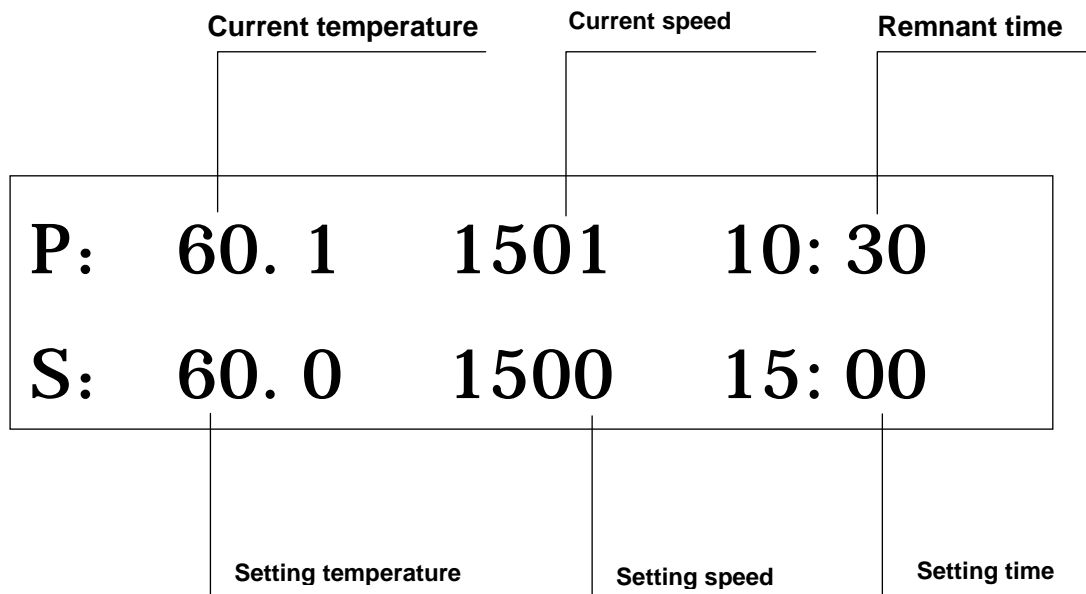 Current temperature Current speed Remnant time
P: 60. 1 1501 10: 30
S: 60. 0 1500 15: 00
Setting temperature Setting speed Setting time